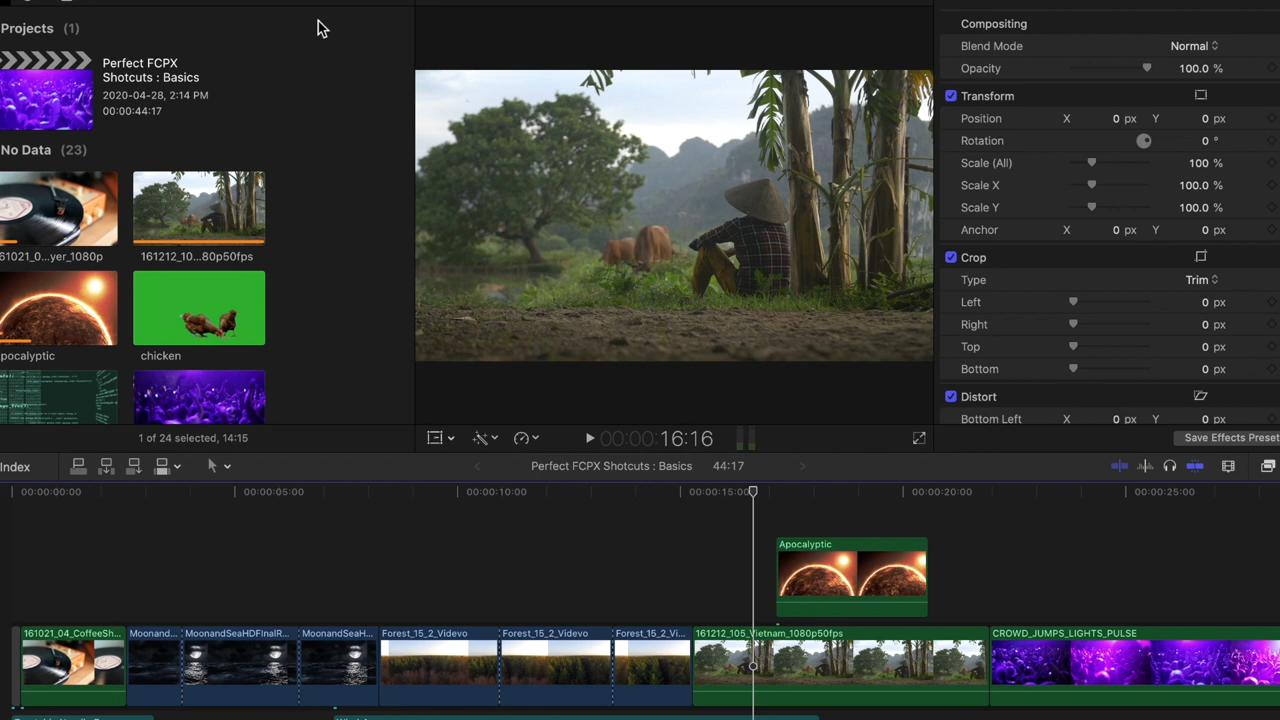 Projects (1)
Perfect FCPX
Shotcuts : Basics
2020-04-28, 2:14 PM
00:00:44:17
No Data (23)
61021_0...yer_1080p
161212_10...80p50fps
pocalyptic
chicken
1 of 24 selected, 14:15
00:00:00:16:16
Compositing
Blend Mode Normal
Opacity 100.0 %
Transform
Position X 0 px Y 0 px
Rotation 0 °
Scale (All) 100 %
Scale X 100.0 %
Scale Y 100.0 %
Anchor X 0 px Y 0 px
Crop
Type Trim
Left 0 px
Right 0 px
Top 0 px
Bottom 0 px
Distort
Bottom Left X 0 px Y 0 px
Save Effects Preset
Index
Perfect FCPX Shotcuts : Basics 44:17
00:00:00:00 00:00:05:00 00:00:10:00 00:00:15:00 00:00:20:00 00:00:25:00
Apocalyptic
161021_04_CoffeeSh... Moonand... MoonandSeaHDFInalR... MoonandSeaH... Forest_15_2_Videvo Forest_15_2_Videvo Forest_15_2_Vi... 161212_105_Vietnam_1080p50fps CROWD_JUMPS_LIGHTS_PULSE